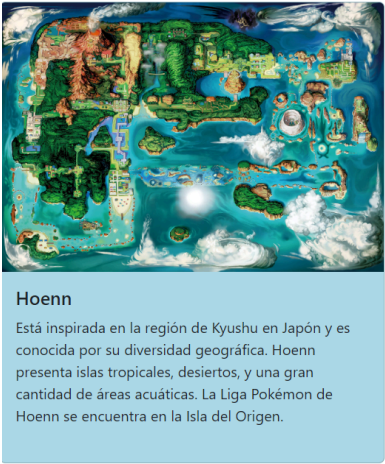 Hoenn
Está inspirada en la región de Kyushu en Japón y es
conocida por su diversidad geográfica. Hoenn
presenta islas tropicales, desiertos, y una gran
cantidad de áreas acuáticas. La Liga Pokémon de
Hoenn se encuentra en la Isla del Origen.